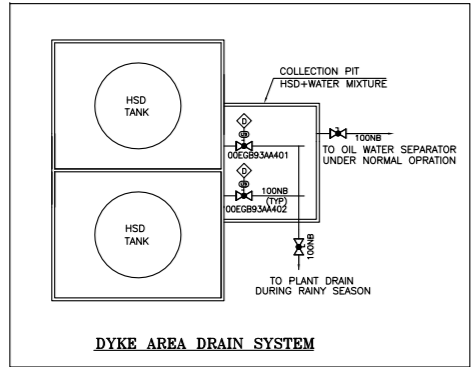 COLLECTION PIT
HSD+WATER MIXTURE
HSD
TANK
D
00EGB93AA401
100NB
TO OIL WATER SEPARATOR
UNDER NORMAL OPRATION
D
100NB
(TYP)
00EGB93AA402
HSD
TANK
100NB
TO PLANT DRAIN
DURING RAINY SEASON
DYKE AREA DRAIN SYSTEM